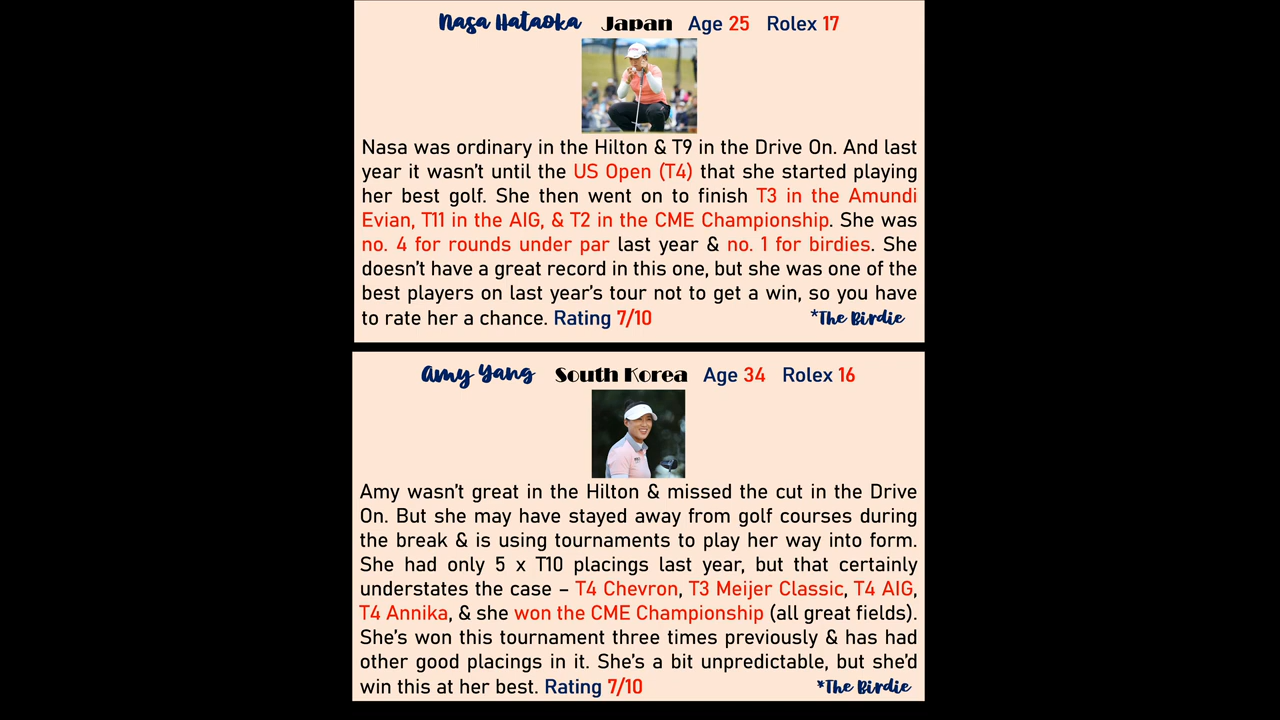 Nasa Hataoka Japan Age 25 Rolex 17
Nasa was ordinary in the Hilton & T9 in the Drive On. And last
year it wasn't until the US Open (T4) that she started playing
her best golf. She then went on to finish T3 in the Amundi
Evian, T11 in the AIG, & T2 in the CME Championship. She was
no. 4 for rounds under par last year & no. 1 for birdies. She
doesn't have a great record in this one, but she was one of the
best players on last year's tour not to get a win, so you have
to rate her a chance. Rating 7/10 *The Birdie
Amy Yang South Korea Age 34 Rolex 16
Amy wasn't great in the Hilton & missed the cut in the Drive
On. But she may have stayed away from golf courses during
the break & is using tournaments to play her way into form.
She had only 5 x T10 placings last year, but that certainly
understates the case – T4 Chevron, T3 Meijer Classic, T4 AIG,
T4 Annika, & she won the CME Championship (all great fields).
She's won this tournament three times previously & has had
other good placings in it. She's a bit unpredictable, but she'd
win this at her best. Rating 7/10 *The Birdie